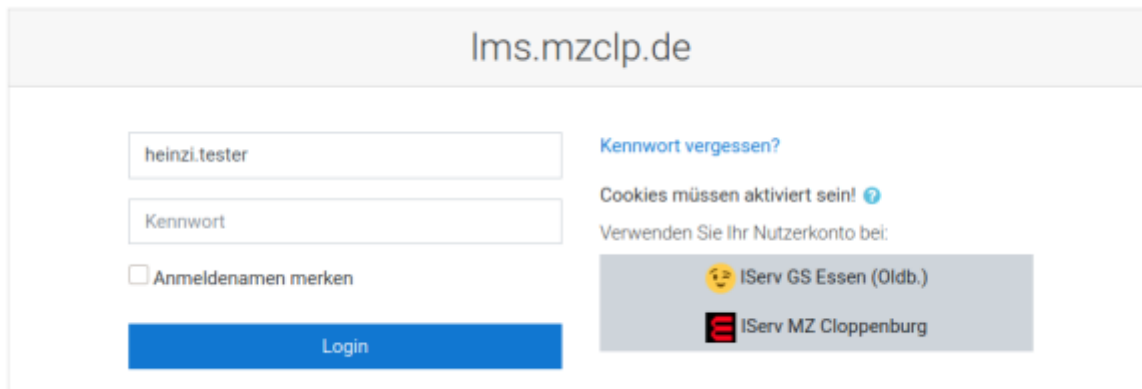 lms.mzclp.de
heinzi.tester
Kennwort
Anmeldenamen merken
Login
Kennwort vergessen?
Cookies müssen aktiviert sein! ?
Verwenden Sie Ihr Nutzerkonto bei:
IServ GS Essen (Oldb.)
IServ MZ Cloppenburg